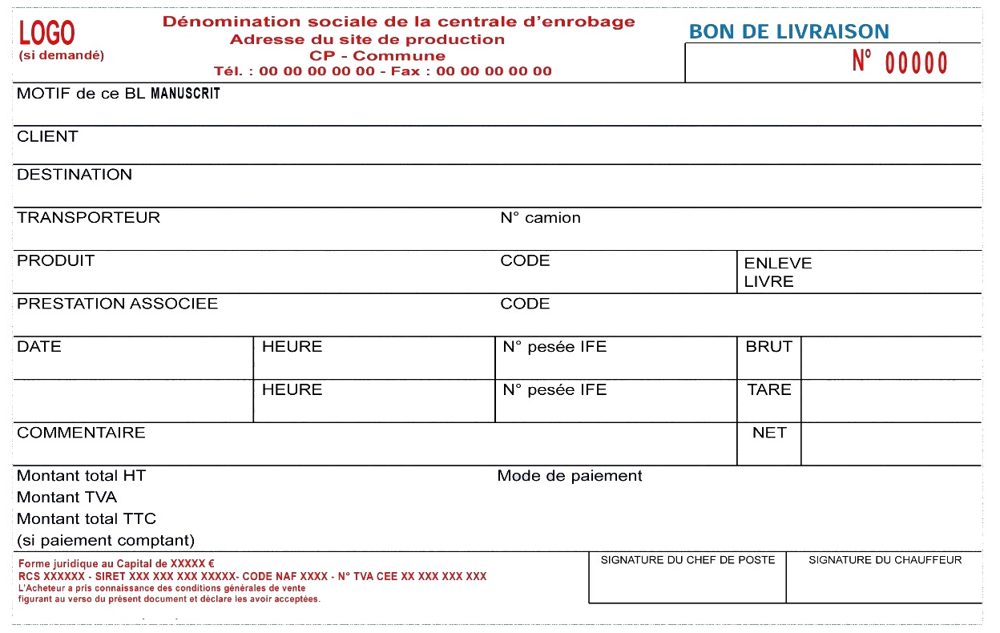 LOGO
(si demandé)
Dénomination sociale de la centrale d’enrobage
Adresse du site de production
CP - Commune
Tél. : 00 00 00 00 00 - Fax : 00 00 00 00 00
BON DE LIVRAISON
N° 00000
MOTIF de ce BL MANUSCRIT
CLIENT
DESTINATION
TRANSPORTEUR N° camion
PRODUIT CODE ENLEVE
LIVRE
PRESTATION ASSOCIEE CODE
DATE HEURE N° pesée IFE BRUT
HEURE N° pesée IFE TARE
COMMENTAIRE NET
Montant total HT Mode de paiement
Montant TVA
Montant total TTC
(si paiement comptant)
Forme juridique au Capital de XXXXX €
RCS XXXXXX - SIRET XXX XXX XXX XXXXX- CODE NAF XXXX - N° TVA CEE XX XXX XXX XXX
L’Acheteur a pris connaissance des conditions générales de vente
figurant au verso du présent document et déclare les avoir acceptées.
SIGNATURE DU CHEF DE POSTE SIGNATURE DU CHAUFFEUR